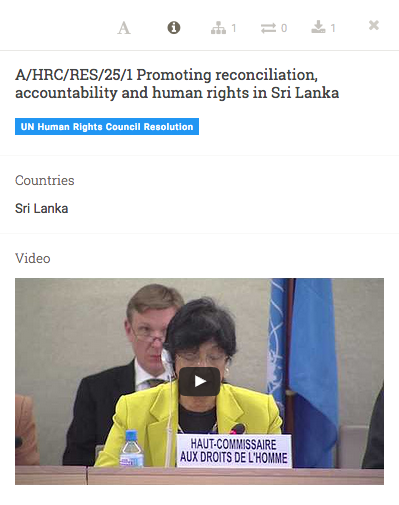 A
1
0
1
A/HRC/RES/25/1 Promoting reconciliation,
accountability and human rights in Sri Lanka
UN Human Rights Council Resolution
Countries
Sri Lanka
Video
HAUT-COMMISSAIRE
AUX DROITS DE L'HOMME